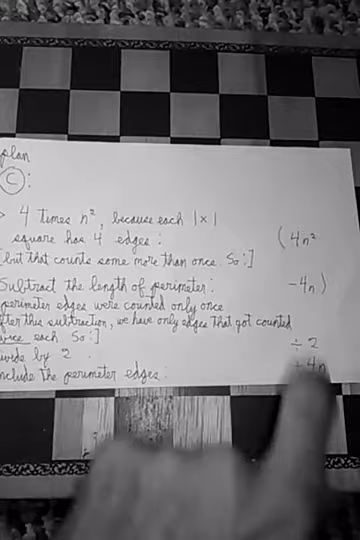 plan
(C):
4 times n², because each 1×1
square has 4 edges: (4n²
[but that counts some more than once. So:]
Subtract the length of perimeter: -4n)
perimeter edges were counted only once
After this subtraction, we have only edges that got counted
twice each. So:] ÷ 2
divide by 2.
include the perimeter edges: + 4n